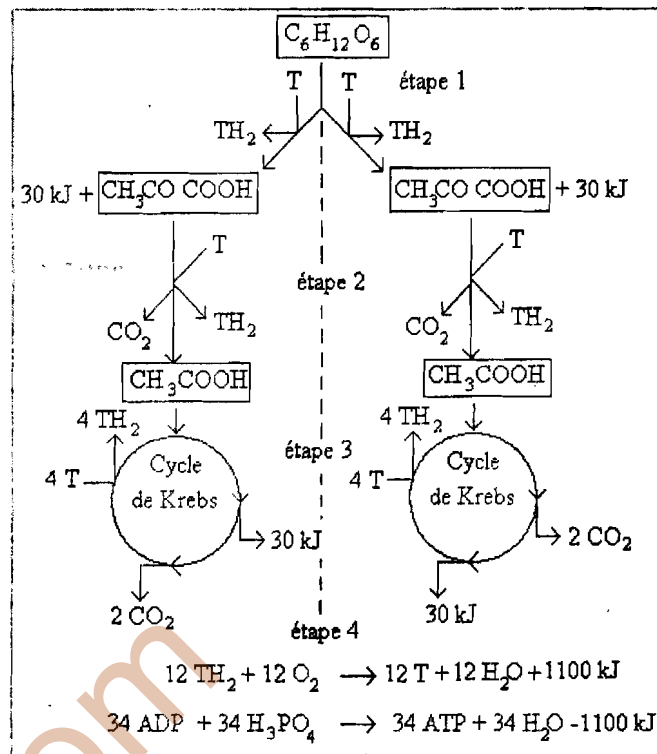 C6H12O6
T T étape 1
TH2 TH2
30 kJ + CH3CO COOH CH3CO COOH + 30 kJ
T T
étape 2
CO2 TH2 CO2 TH2
CH3COOH CH3COOH
4 TH2 4 TH2
étape 3
4 T Cycle de Krebs 4 T Cycle de Krebs
30 kJ 2 CO2
2 CO2 30 kJ
étape 4
12 TH2 + 12 O2 → 12 T + 12 H2O + 1100 kJ
34 ADP + 34 H3PO4 → 34 ATP + 34 H2O - 1100 kJ
om